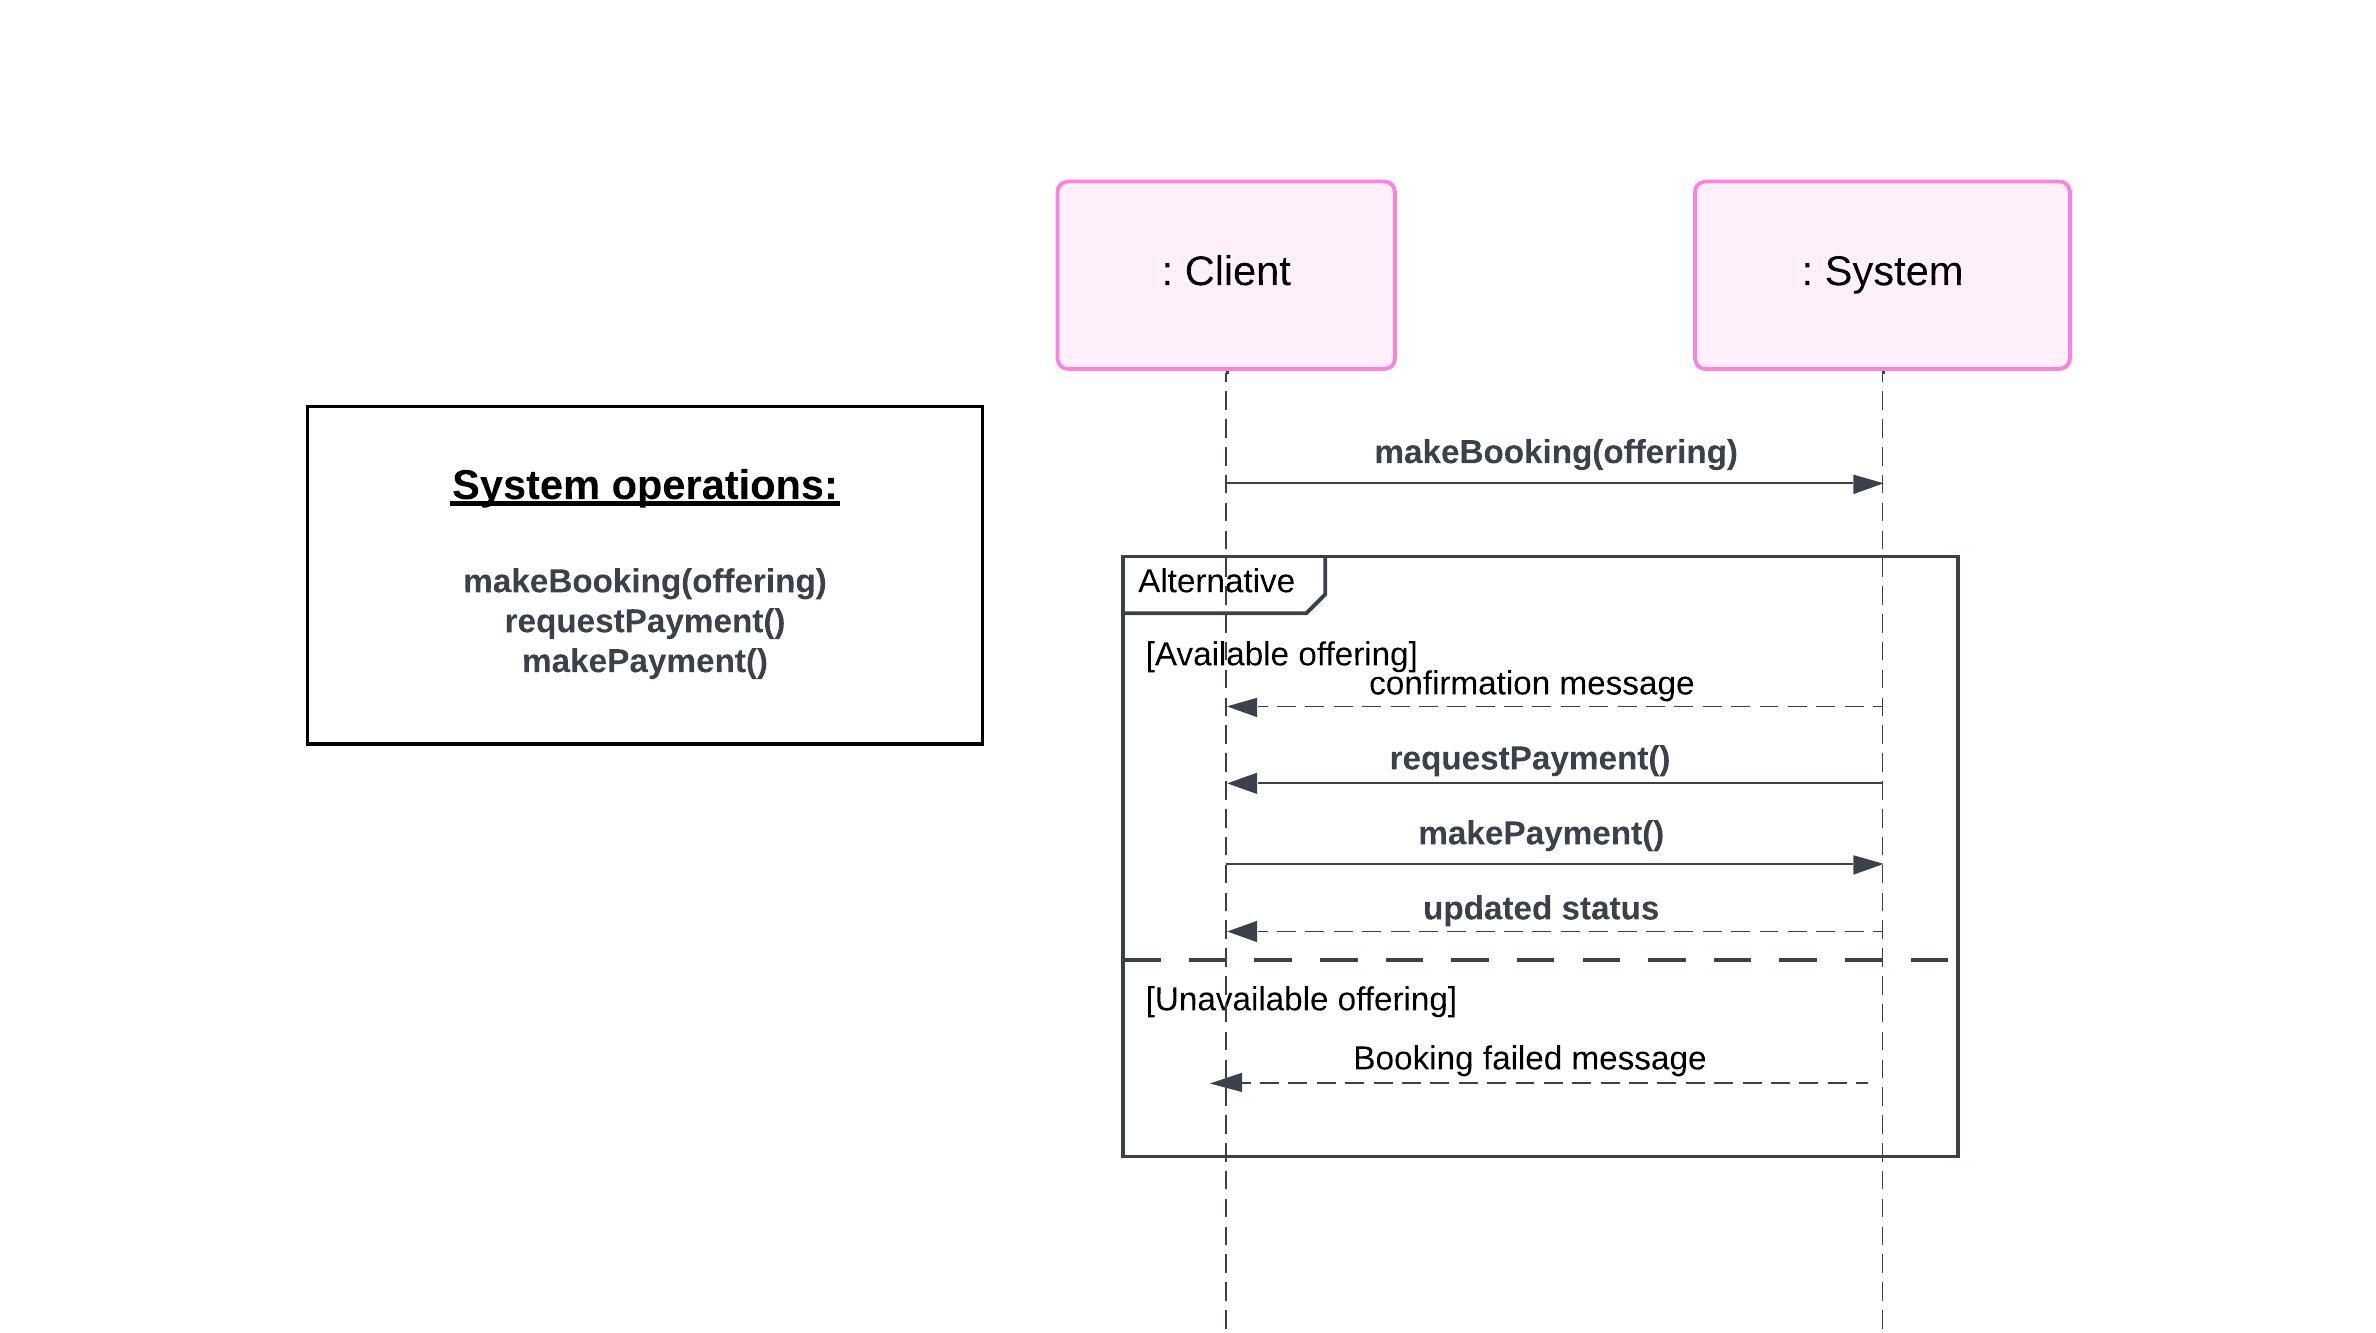 System operations:
makeBooking(offering)
requestPayment()
makePayment()
: Client
: System
makeBooking(offering)
Alternative
[Available offering]
confirmation message
requestPayment()
makePayment()
updated status
[Unavailable offering]
Booking failed message